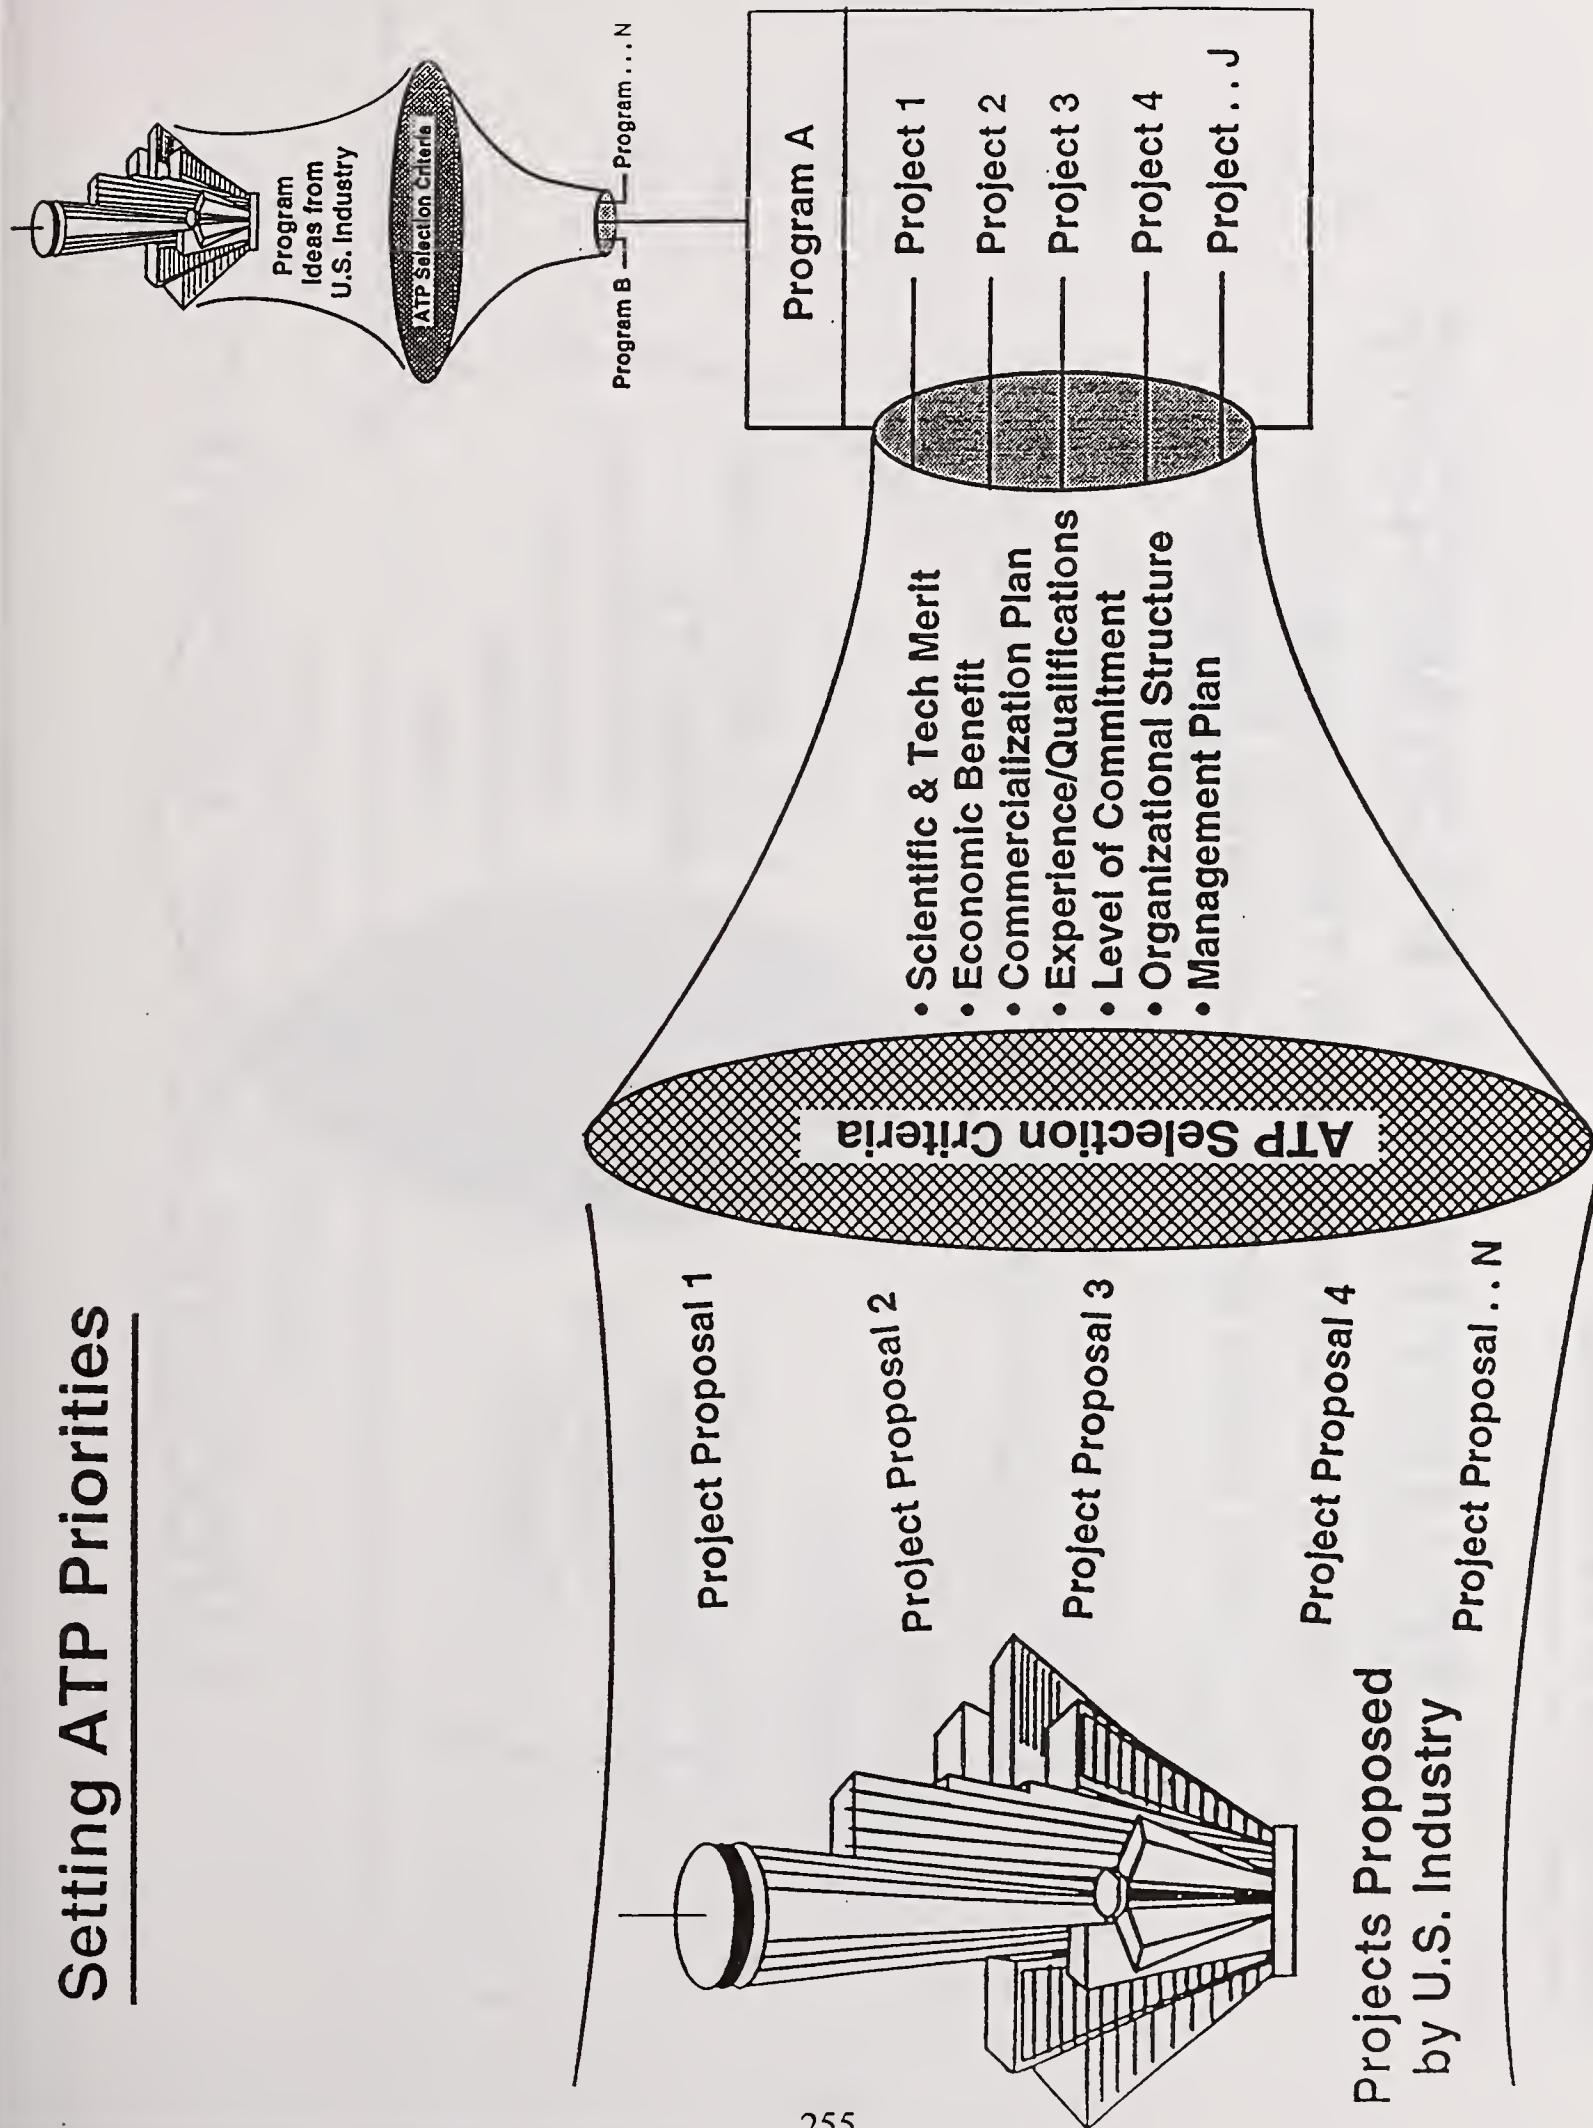 Setting ATP Priorities
Program
Ideas from
U.S. Industry
ATP Selection Criteria
Program B
Program...N
Program A
Project 1
Project 2
Project 3
Project 4
Project...J
• Scientific & Tech Merit
• Economic Benefit
• Commercialization Plan
• Experience/Qualifications
• Level of Commitment
• Organizational Structure
• Management Plan
ATP Selection Criteria
Project Proposal 1
Project Proposal 2
Project Proposal 3
Project Proposal 4
Project Proposal...N
Projects Proposed
by U.S. Industry
255